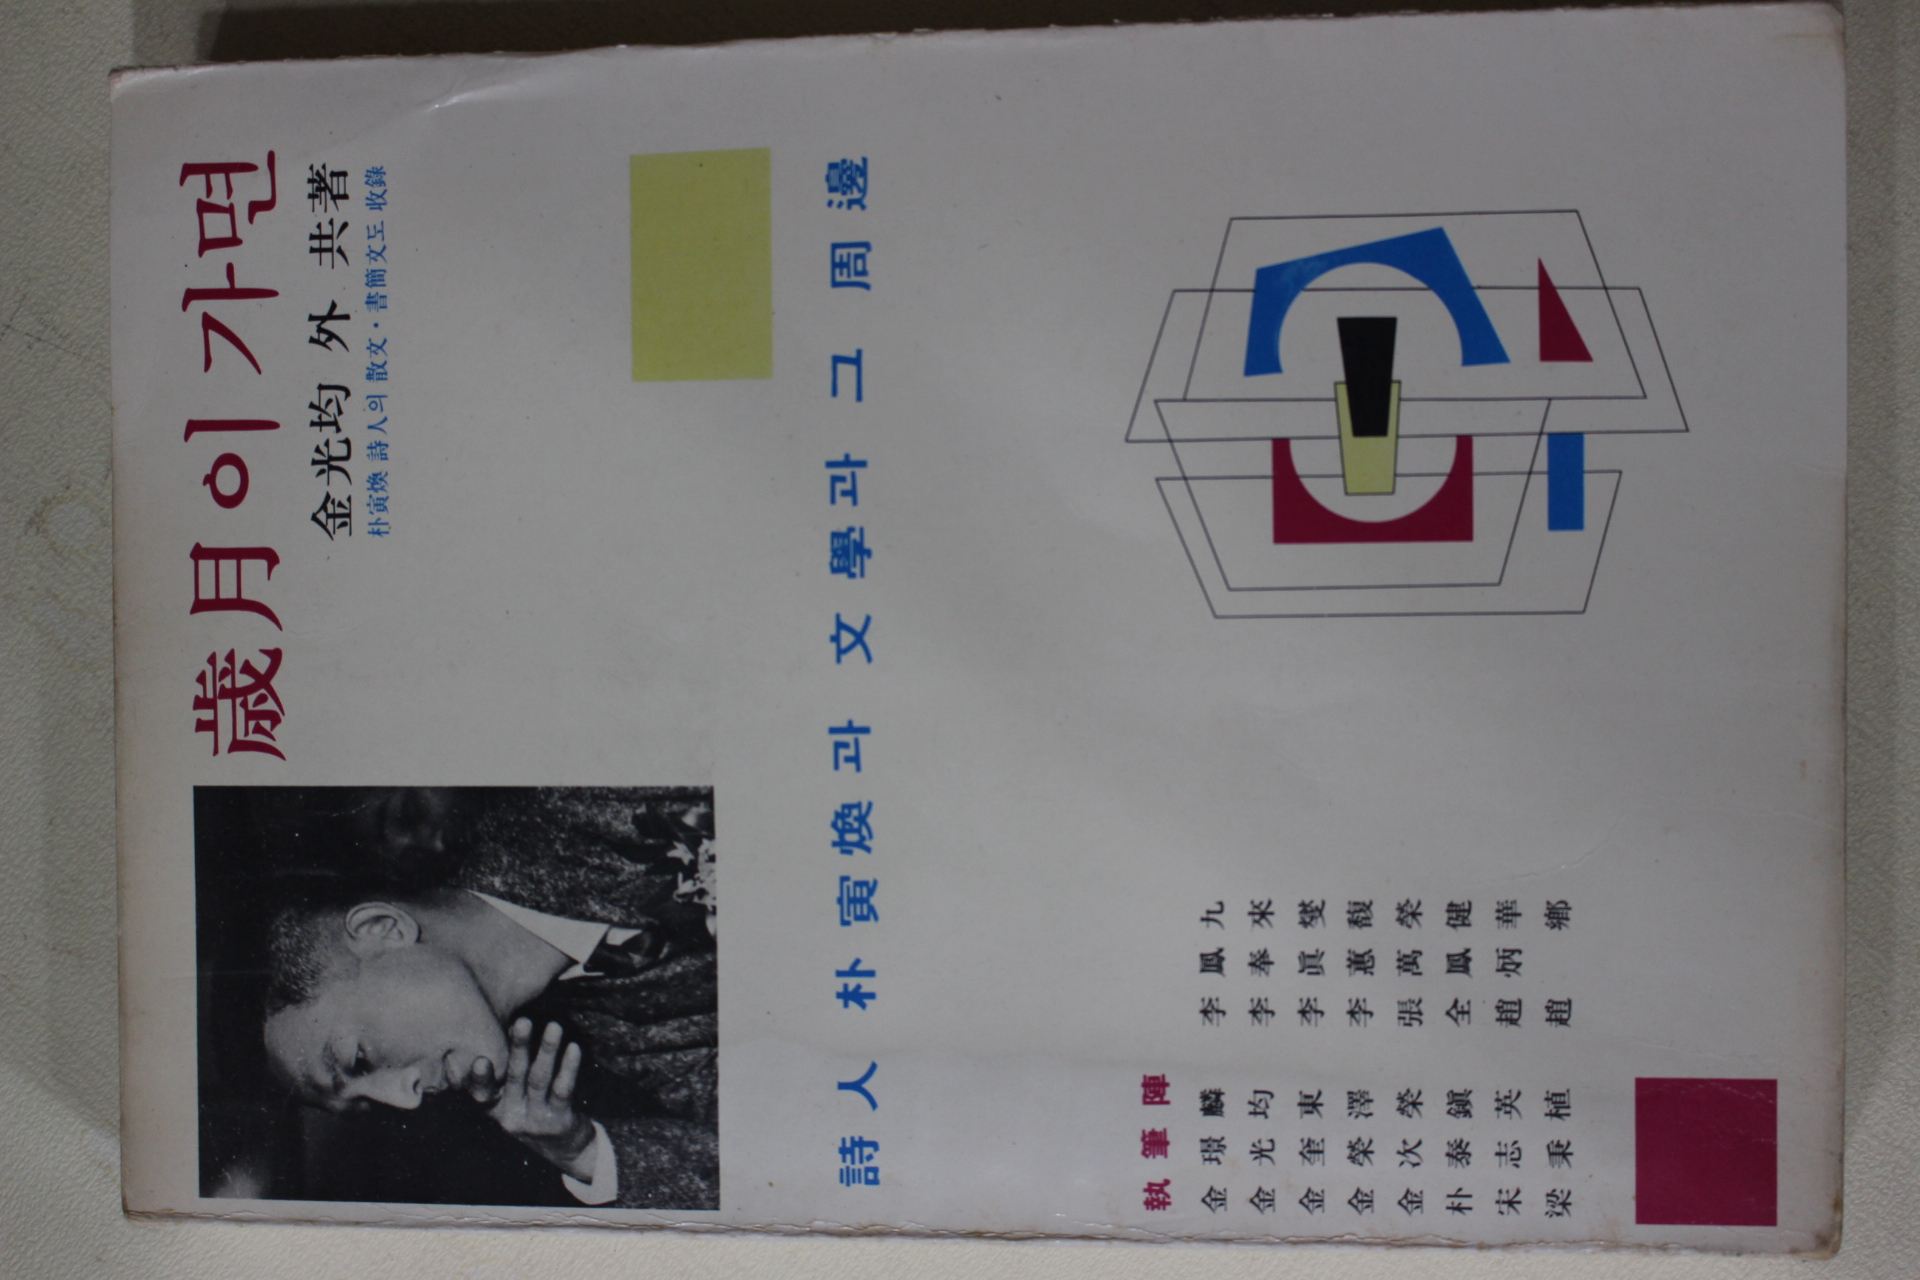 歲月이가면
金光均 外 共著
朴寅煥 詩人의 散文·書簡文도 收錄
詩人 朴寅煥과 文學과 그 周邊
執筆陣
金璟麟 李鳳九
金光均 李奉來
金奎東 李眞燮
金榮澤 李蕙馥
金次榮 張萬榮
朴泰鎭 全鳳健
宋志英 趙炳華
梁秉植 趙鄕